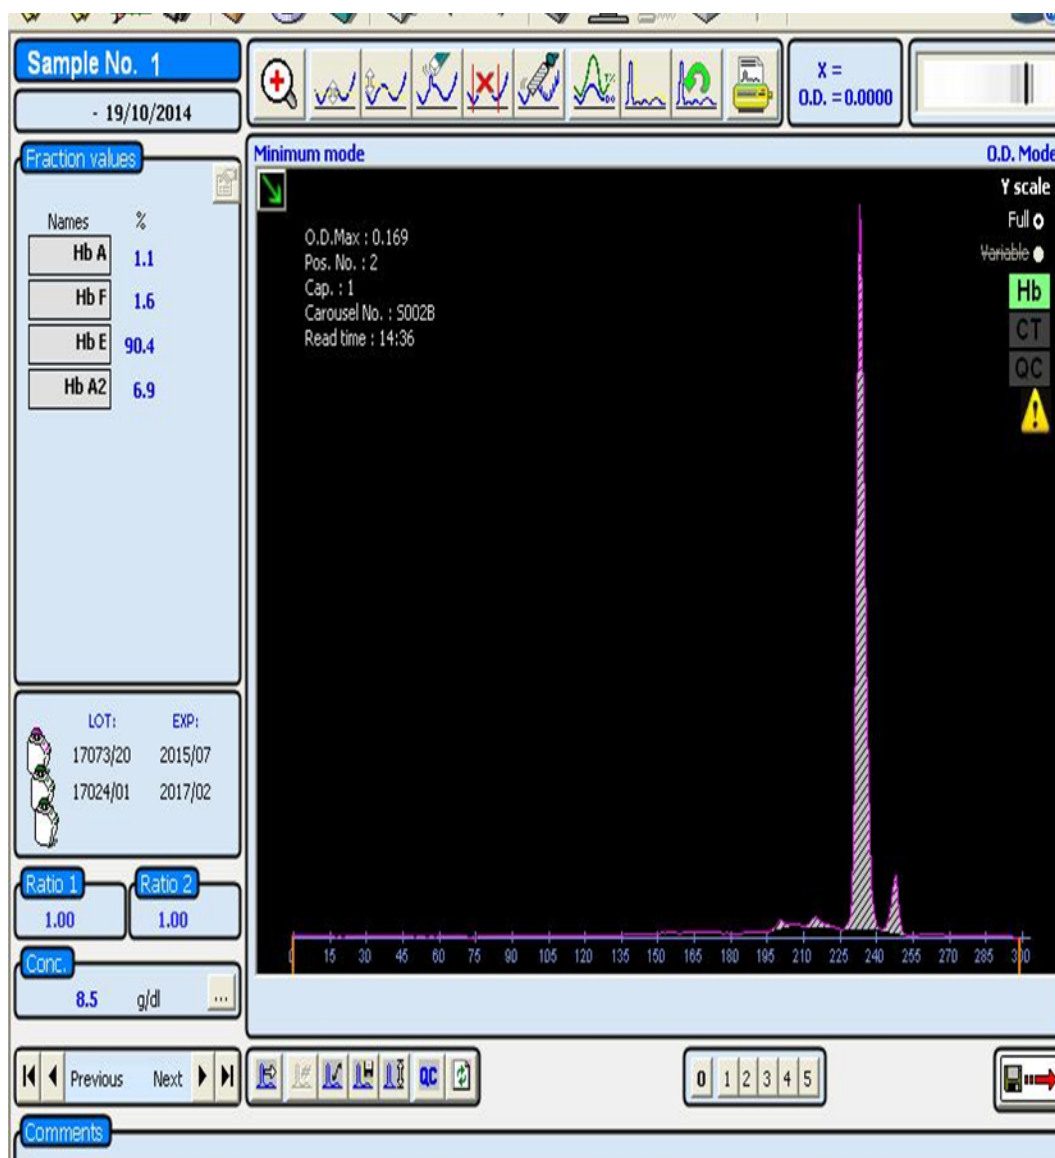 Sample No. 1
- 19/10/2014
X =
O.D. =0.0000
Fraction values
Names %
Hb A 1.1
Hb F 1.6
Hb E 90.4
Hb A2 6.9
Minimum mode O.D. Mode
Y scale
Full
Variable
Hb
CT
QC
O.D.Max : 0.169
Pos. No. : 2
Cap. : 1
Carousel No. : S002B
Read time : 14:36
T%
DO
0 15 30 45 60 75 90 105 120 135 150 165 180 195 210 225 240 255 270 285 300
LOT: EXP:
17073/20 2015/07
17024/01 2017/02
Ratio 1 Ratio 2
1.00 1.00
Conc.
8.5 g/dl ...
Previous Next
QC
0 1 2 3 4 5
Comments